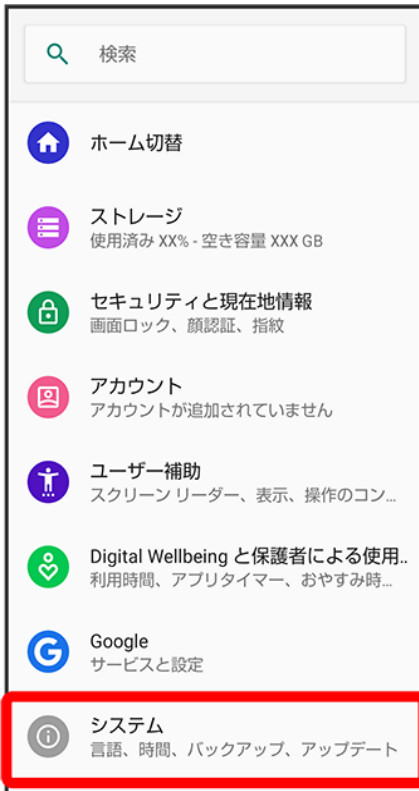 検索
ホーム切替
ストレージ
使用済み XX% - 空き容量 XXX GB
セキュリティと現在地情報
画面ロック、顔認証、指紋
アカウント
アカウントが追加されていません
ユーザー補助
スクリーン リーダー、表示、操作のコン...
Digital Wellbeing と保護者による使用..
利用時間、アプリタイマー、おやすみ時...
Google
サービスと設定
システム
言語、時間、バックアップ、アップデート